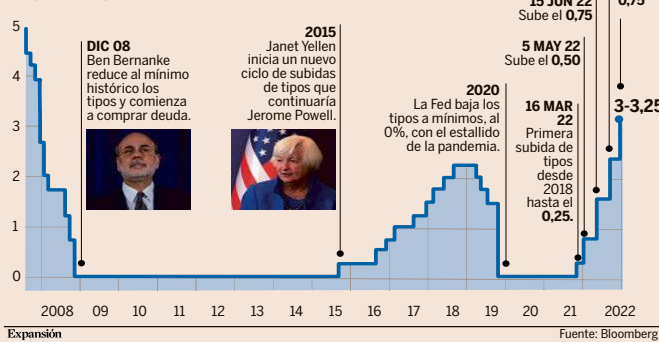 15 JUN 22
Sube el 0,75
0,75
5
DIC 08
Ben Bernanke
reduce al mínimo
histórico los
tipos y comienza
a comprar deuda.
2015
Janet Yellen
inicia un nuevo
ciclo de subidas
de tipos que
continuaría
Jerome Powell.
5 MAY 22
Sube el 0,50
4
2020
La Fed baja los
tipos a mínimos, al
0%, con el estallido
de la pandemia.
16 MAR
22
Primera
subida de
tipos
desde
2018
hasta el
0,25.
3-3,25
3
2
1
0
2008 09 10 11 12 13 14 15 16 17 18 19 20 21 2022
Expansión
Fuente: Bloomberg